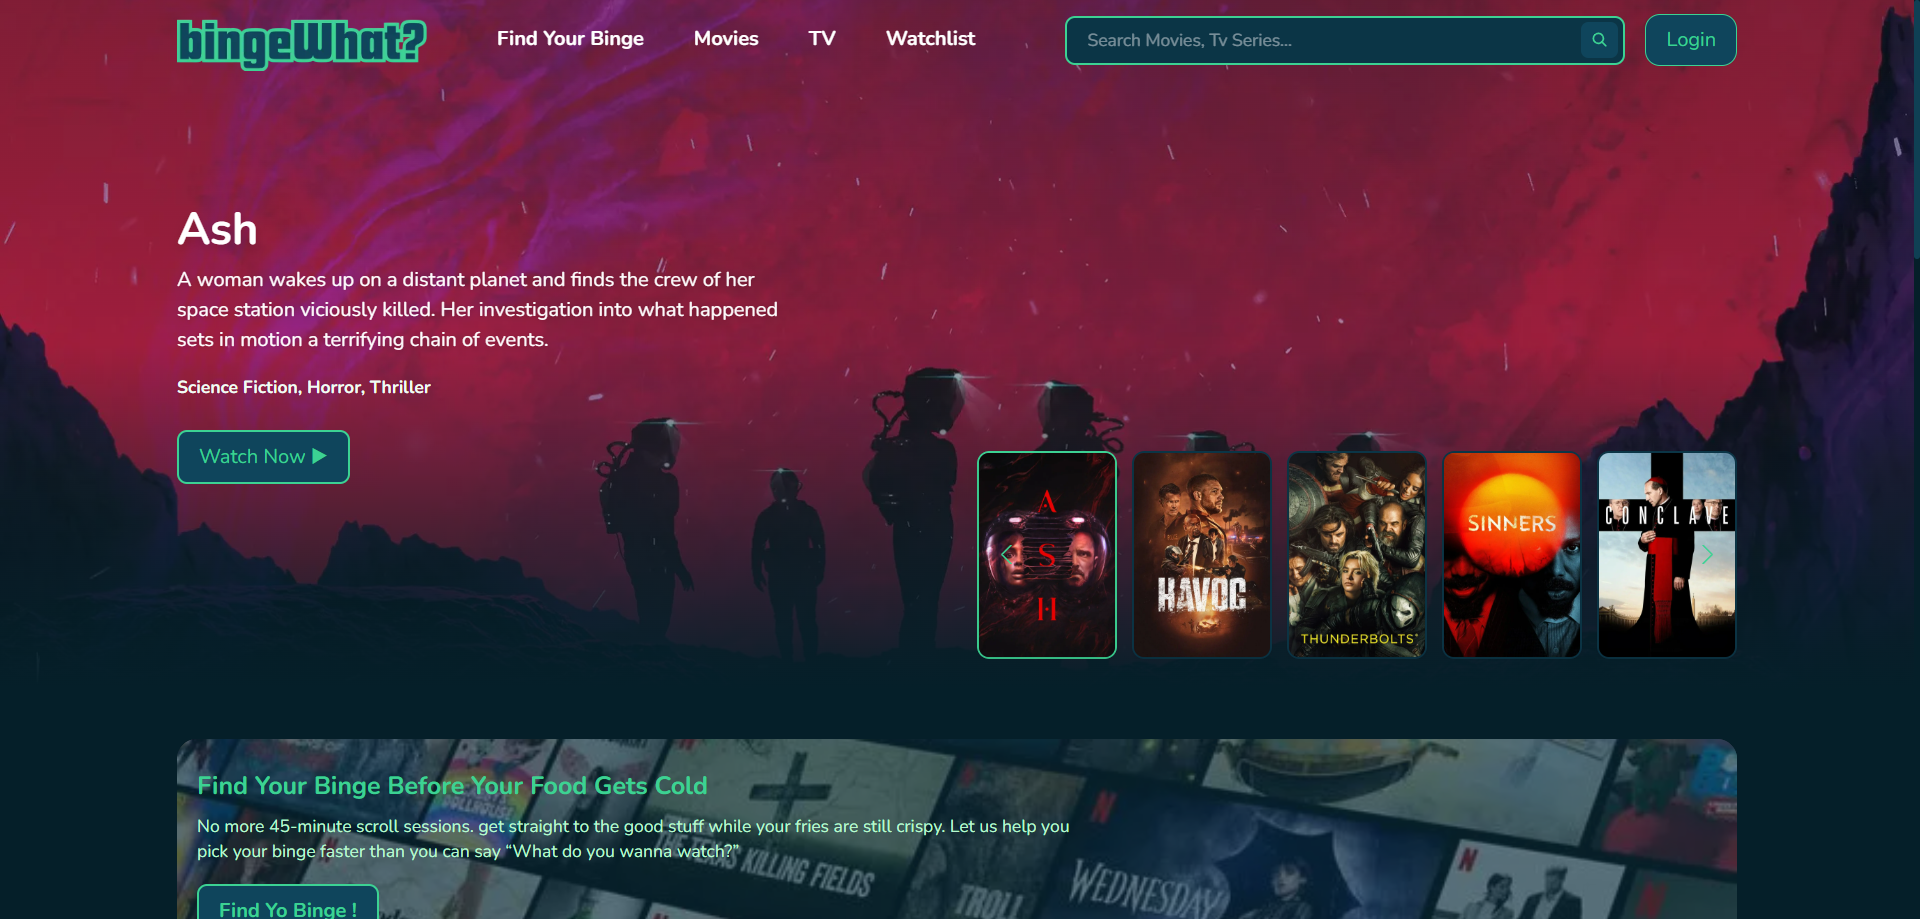 bingeWhat?
Find Your Binge
Movies
TV
Watchlist
Search Movies, Tv Series...
Login
Ash
A woman wakes up on a distant planet and finds the crew of her
space station viciously killed. Her investigation into what happened
sets in motion a terrifying chain of events.
Science Fiction, Horror, Thriller
Watch Now
A
S
H
HAVOC
THUNDERBOLTS*
SINNERS
CONCLAVE
Find Your Binge Before Your Food Gets Cold
No more 45-minute scroll sessions. get straight to the good stuff while your fries are still crispy. Let us help you
pick your binge faster than you can say “What do you wanna watch?”
Find Yo Binge !
KILLING FIELDS
TROLL
WEDNESDAY